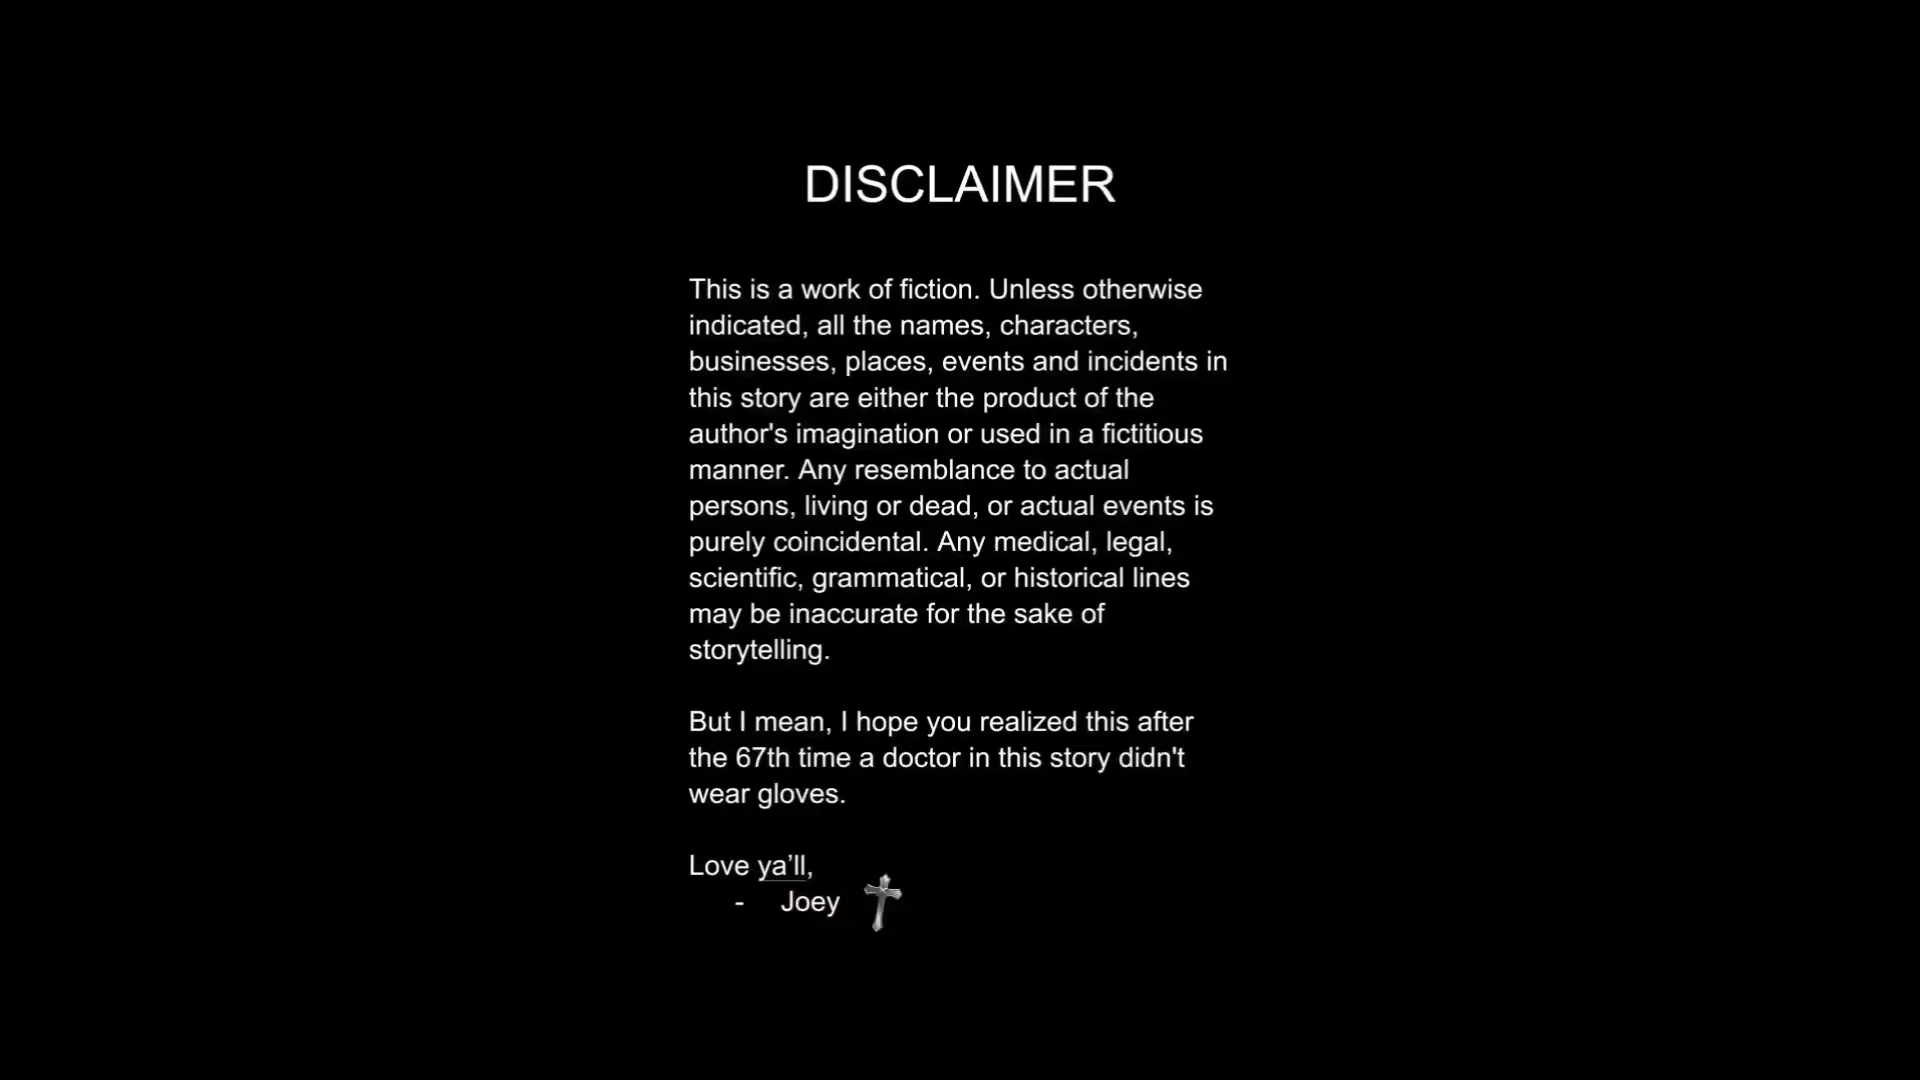 DISCLAIMER
This is a work of fiction. Unless otherwise
indicated, all the names, characters,
businesses, places, events and incidents in
this story are either the product of the
author's imagination or used in a fictitious
manner. Any resemblance to actual
persons, living or dead, or actual events is
purely coincidental. Any medical, legal,
scientific, grammatical, or historical lines
may be inaccurate for the sake of
storytelling.
But I mean, I hope you realized this after
the 67th time a doctor in this story didn't
wear gloves.
Love ya’ll,
- Joey